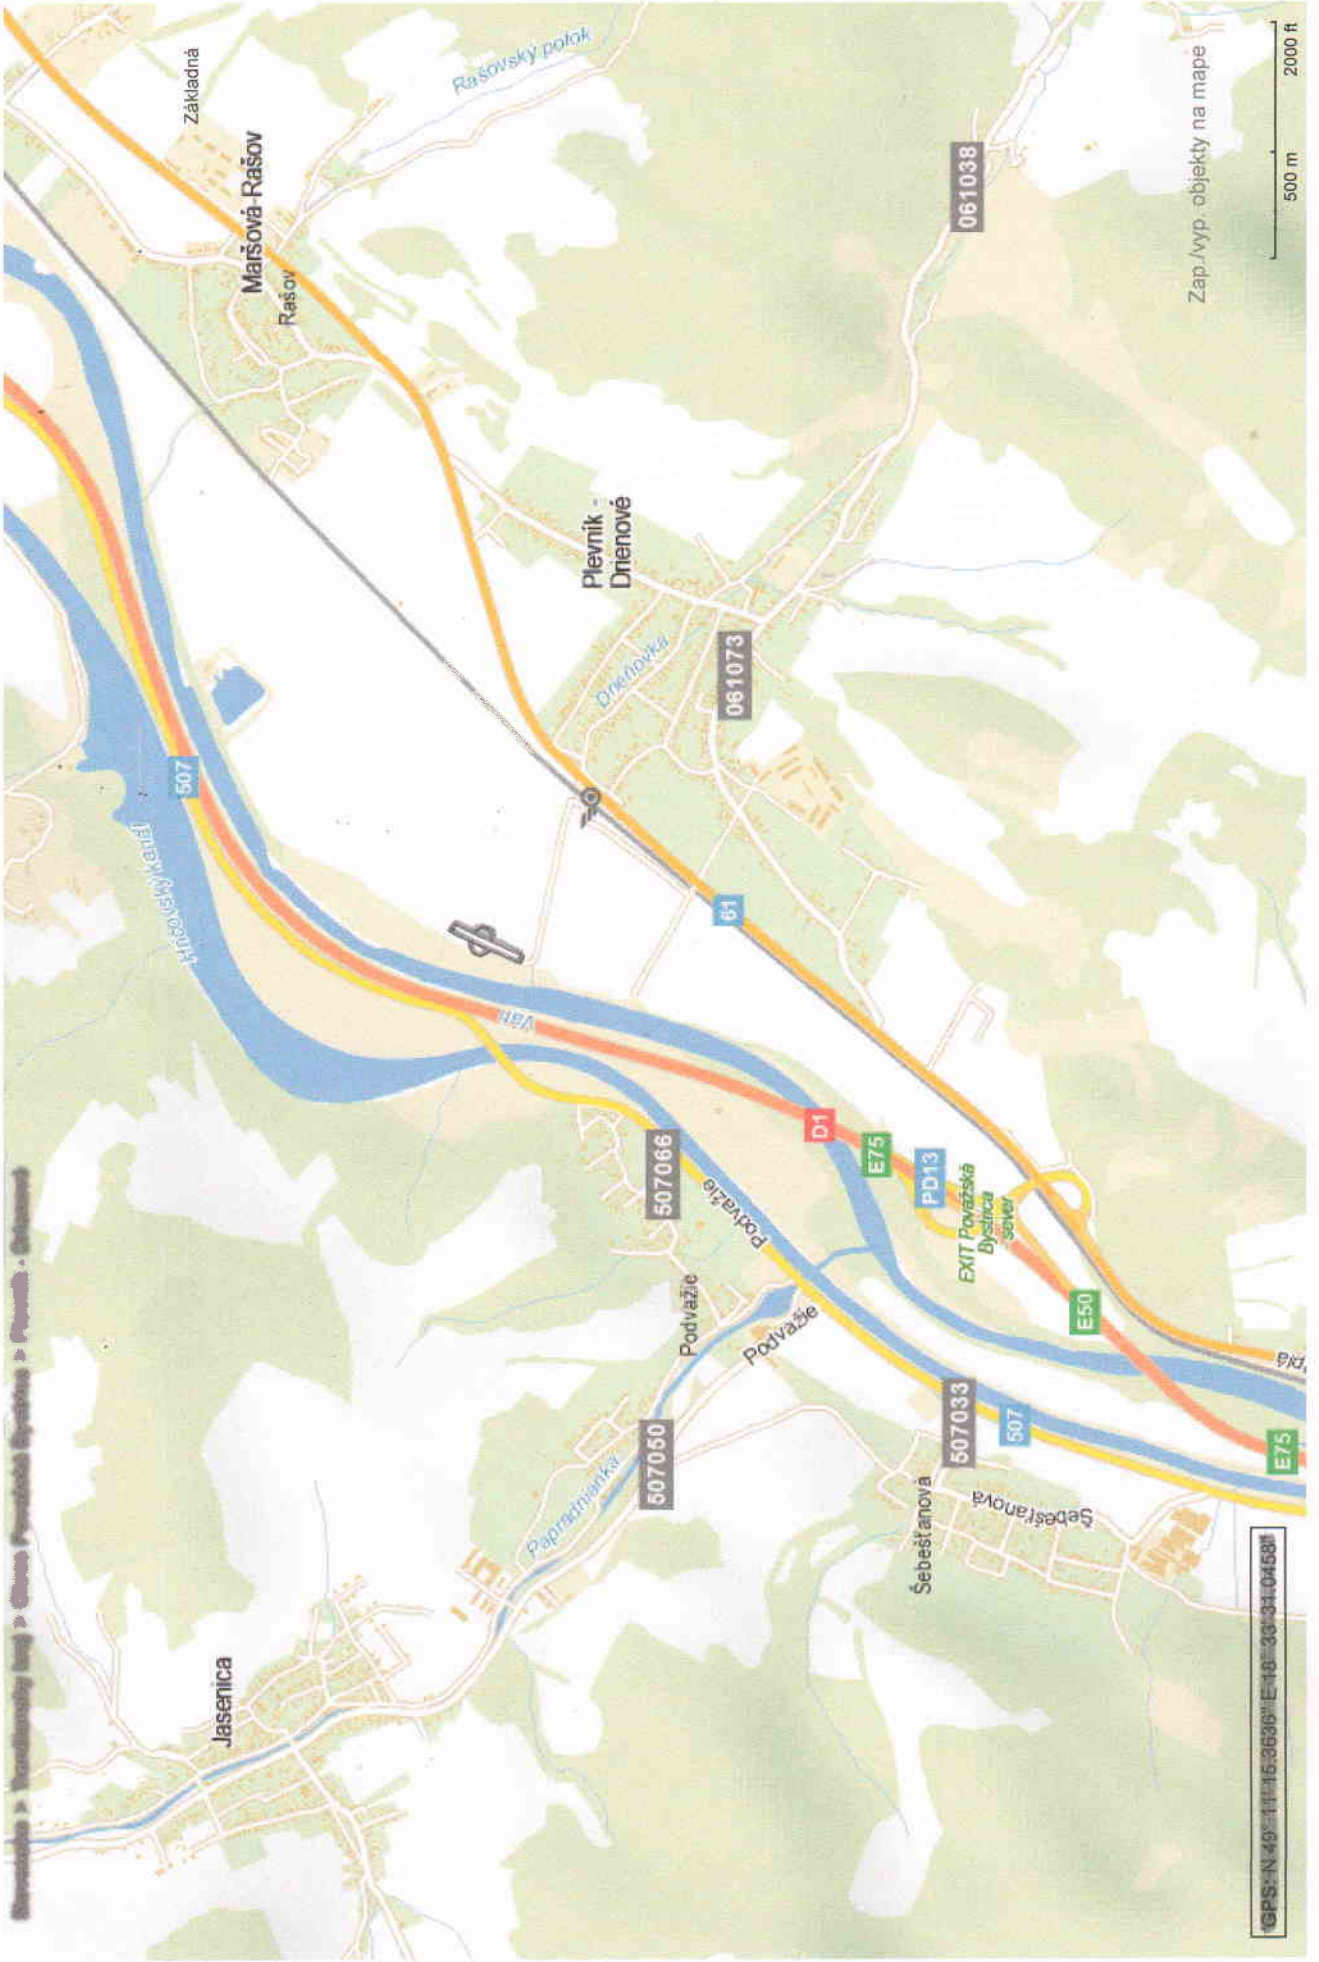 Základná
Rašovský potok
Maršová-Rašov
Rašov
061038
Zap./vyp. objekty na mape
500 m
2000 ft
Plevník -
Drienové
Drieňovka
061073
507
Hričovský kanál
61
Váh
D1
E75
PD13
EXIT Považská
Bystrica
sever
E50
507066
Podvažie
Podvažie
Podvažie
507050
Papradnianka
507033
507
Šebešťanová
Šebešťanová
E75
Jasenica
GPS: N 49° 11' 15.3636" E 18° 33' 31.0458"